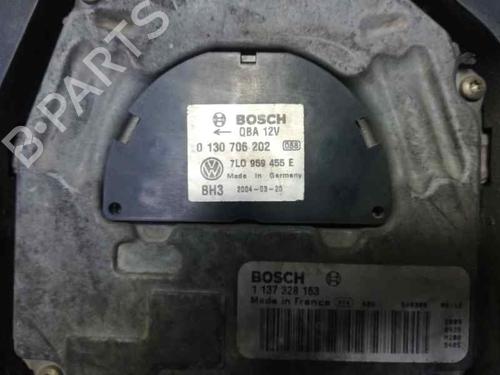 BOSCH
← QBA 12V
0 130 706 202 088
7L0 959 455 E
Made in Germany
BH3 2004-03-20
BOSCH
1 137 328 163
Made in France
B-PARTS